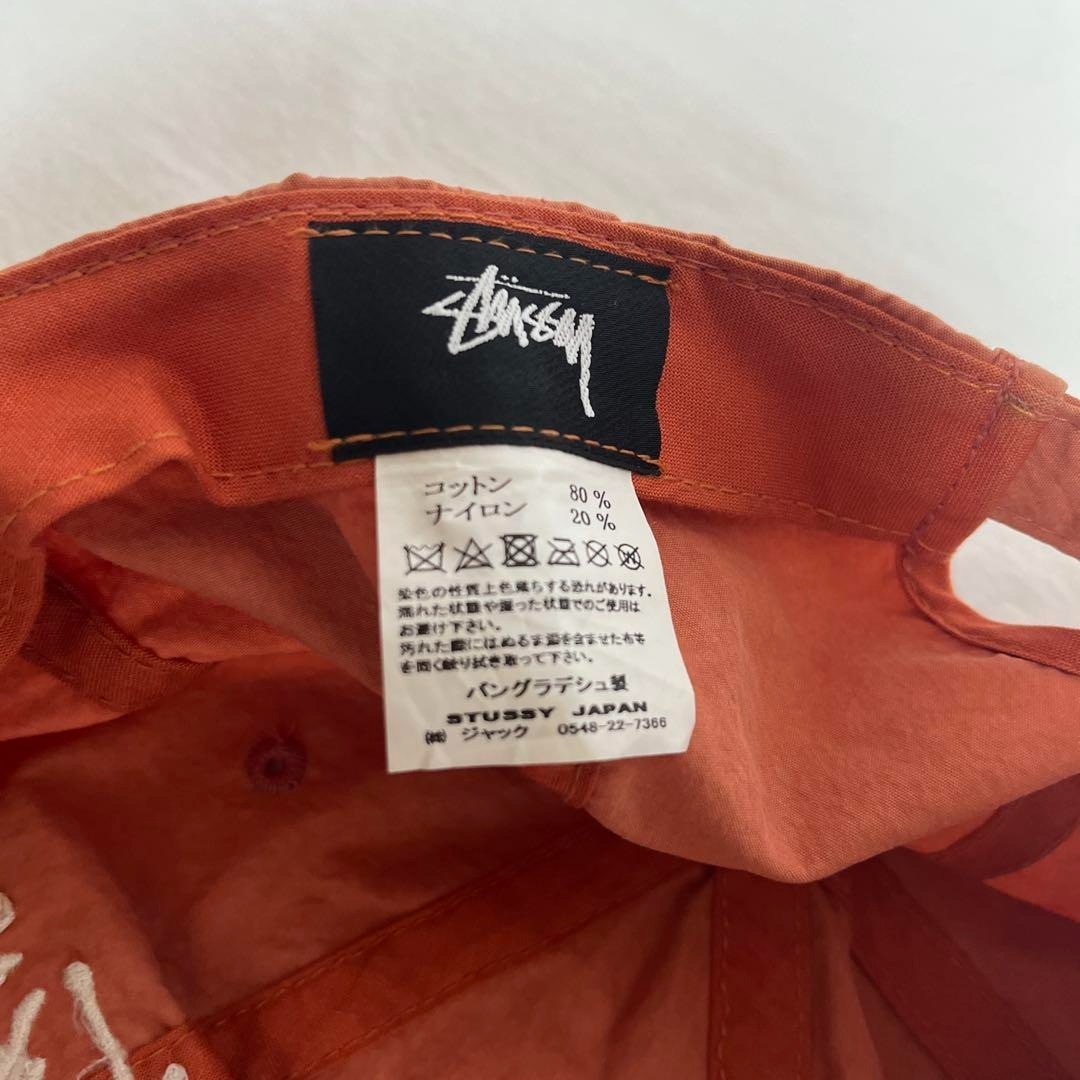 STÜSSY
コットン 80%
ナイロン 20%
染色の性質上色落ちする恐れがあります。
濡れた状態や湿った状態でのご使用は
お避け下さい。
汚れた際にはぬるま湯を含ませた布等
を固く絞り拭き取って下さい。
バングラデシュ製
STUSSY JAPAN
㈱ ジャック 0548-22-7366